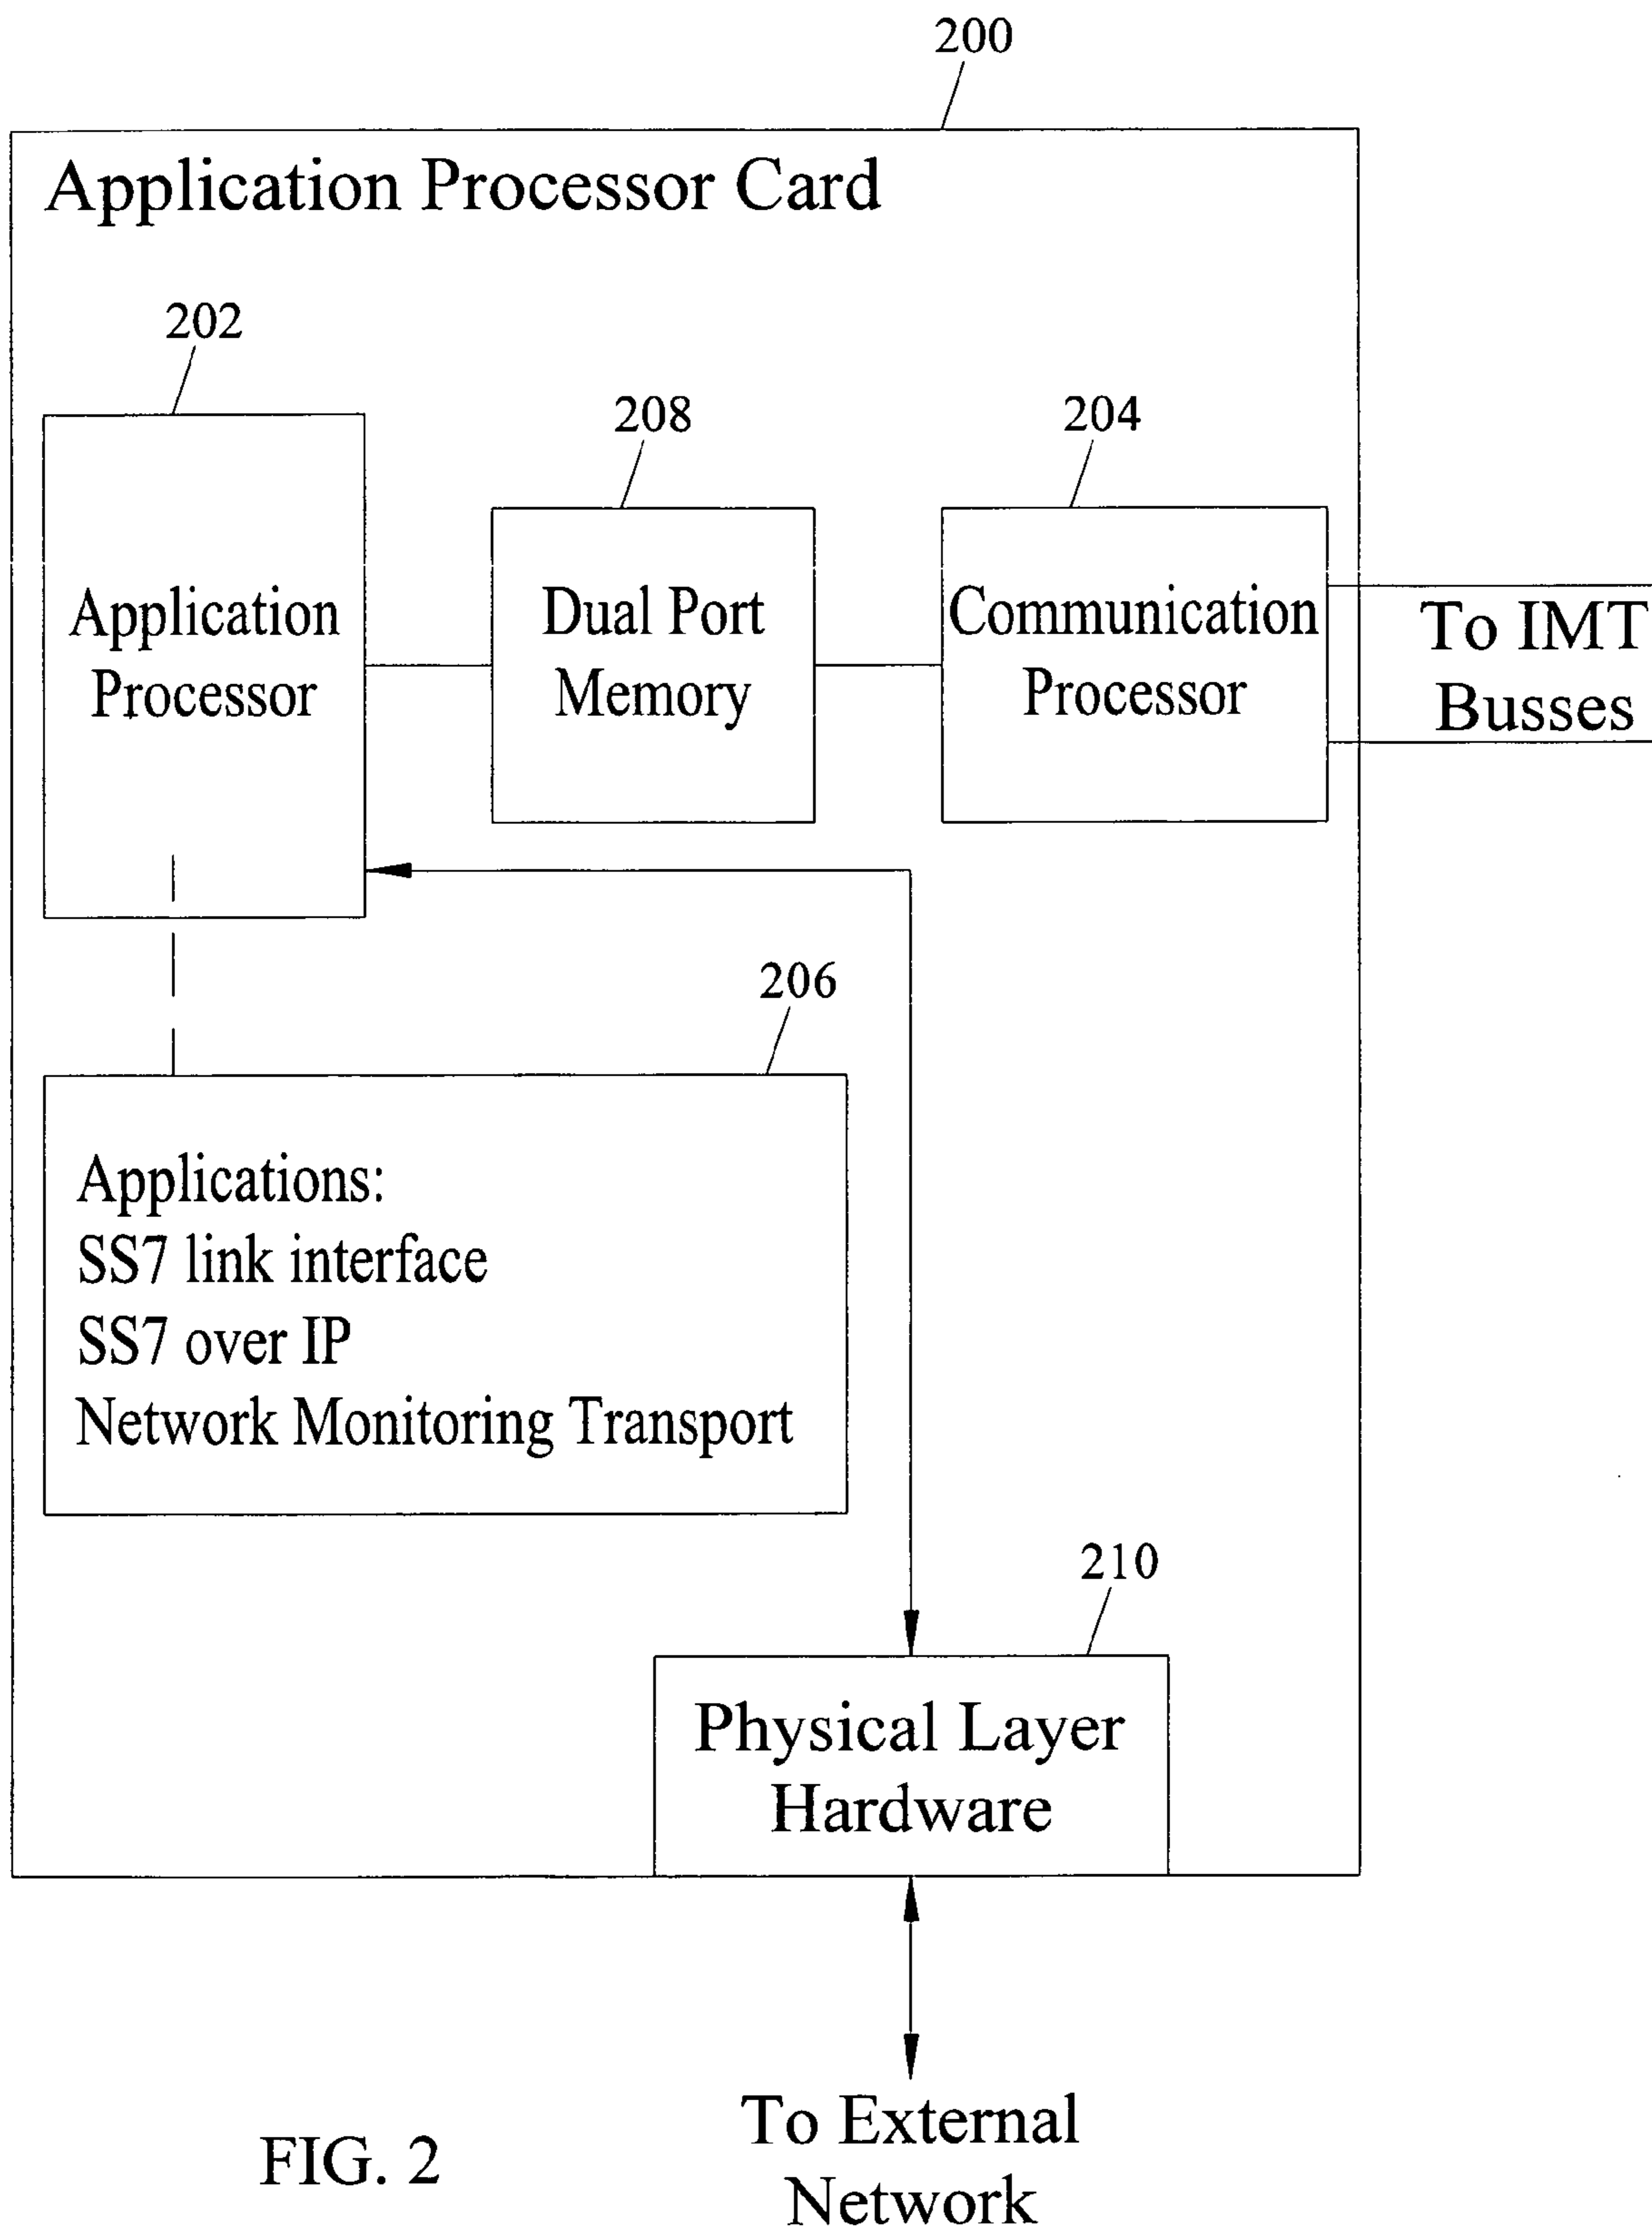 200
Application Processor Card
202
208
204
Application
Processor
Dual Port
Memory
Communication
Processor
To IMT
Busses
206
Applications:
SS7 link interface
SS7 over IP
Network Monitoring Transport
210
Physical Layer
Hardware
To External
Network
FIG. 2